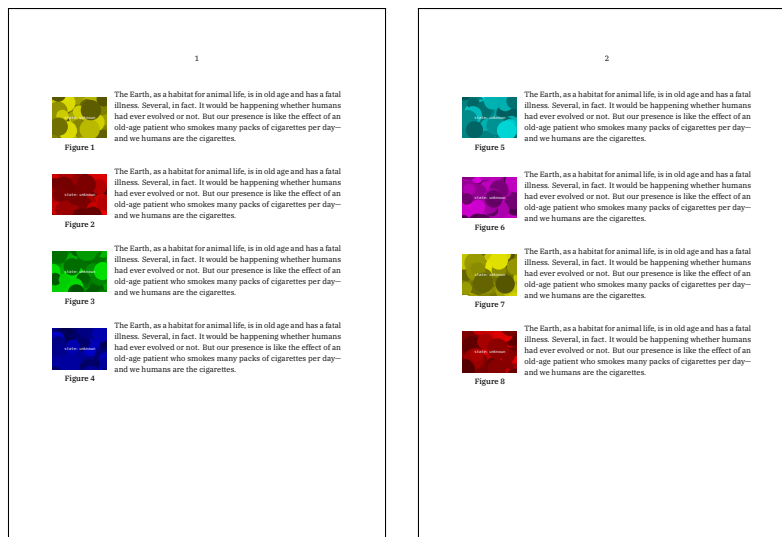 1
The Earth, as a habitat for animal life, is in old age and has a fatal
illness. Several, in fact. It would be happening whether humans
had ever evolved or not. But our presence is like the effect of an
old-age patient who smokes many packs of cigarettes per day—
and we humans are the cigarettes.
state: unknown
Figure 1
The Earth, as a habitat for animal life, is in old age and has a fatal
illness. Several, in fact. It would be happening whether humans
had ever evolved or not. But our presence is like the effect of an
old-age patient who smokes many packs of cigarettes per day—
and we humans are the cigarettes.
state: unknown
Figure 2
The Earth, as a habitat for animal life, is in old age and has a fatal
illness. Several, in fact. It would be happening whether humans
had ever evolved or not. But our presence is like the effect of an
old-age patient who smokes many packs of cigarettes per day—
and we humans are the cigarettes.
state: unknown
Figure 3
The Earth, as a habitat for animal life, is in old age and has a fatal
illness. Several, in fact. It would be happening whether humans
had ever evolved or not. But our presence is like the effect of an
old-age patient who smokes many packs of cigarettes per day—
and we humans are the cigarettes.
state: unknown
Figure 4
2
The Earth, as a habitat for animal life, is in old age and has a fatal
illness. Several, in fact. It would be happening whether humans
had ever evolved or not. But our presence is like the effect of an
old-age patient who smokes many packs of cigarettes per day—
and we humans are the cigarettes.
state: unknown
Figure 5
The Earth, as a habitat for animal life, is in old age and has a fatal
illness. Several, in fact. It would be happening whether humans
had ever evolved or not. But our presence is like the effect of an
old-age patient who smokes many packs of cigarettes per day—
and we humans are the cigarettes.
state: unknown
Figure 6
The Earth, as a habitat for animal life, is in old age and has a fatal
illness. Several, in fact. It would be happening whether humans
had ever evolved or not. But our presence is like the effect of an
old-age patient who smokes many packs of cigarettes per day—
and we humans are the cigarettes.
state: unknown
Figure 7
The Earth, as a habitat for animal life, is in old age and has a fatal
illness. Several, in fact. It would be happening whether humans
had ever evolved or not. But our presence is like the effect of an
old-age patient who smokes many packs of cigarettes per day—
and we humans are the cigarettes.
state: unknown
Figure 8